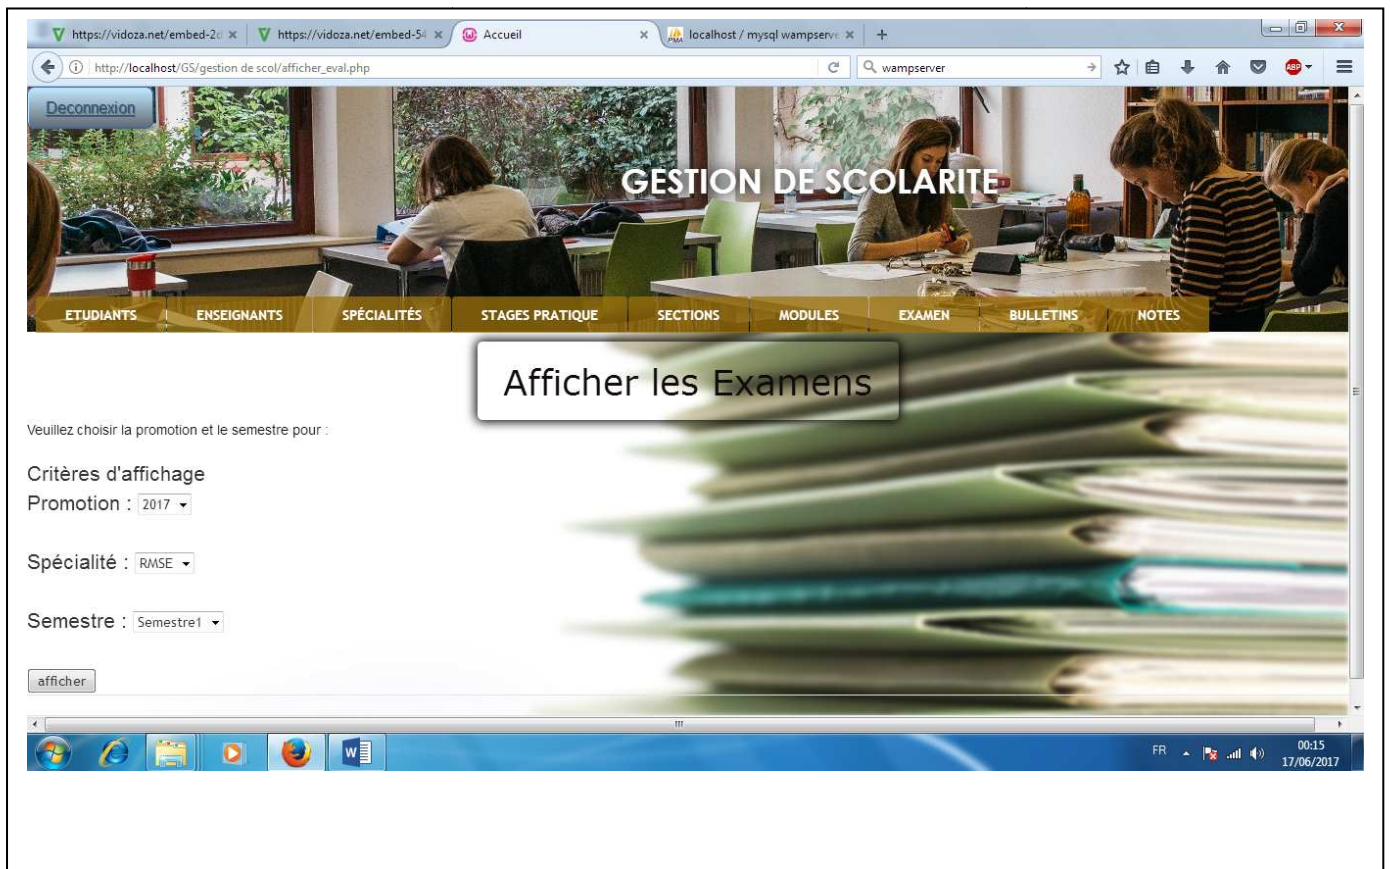 https://vidoza.net/embed-2
https://vidoza.net/embed-54
Accueil
localhost / mysql wampserve
http://localhost/GS/gestion de scol/afficher_eval.php
wampserver
ABP
Deconnexion
GESTION DE SCOLARITE
ETUDIANTS ENSEIGNANTS SPÉCIALITÉS STAGES PRATIQUE SECTIONS MODULES EXAMEN BULLETINS NOTES
Afficher les Examens
Veuillez choisir la promotion et le semestre pour :
Critères d'affichage
Promotion : 2017
Spécialité : RMSE
Semestre : Semestre1
afficher
FR
00:15
17/06/2017